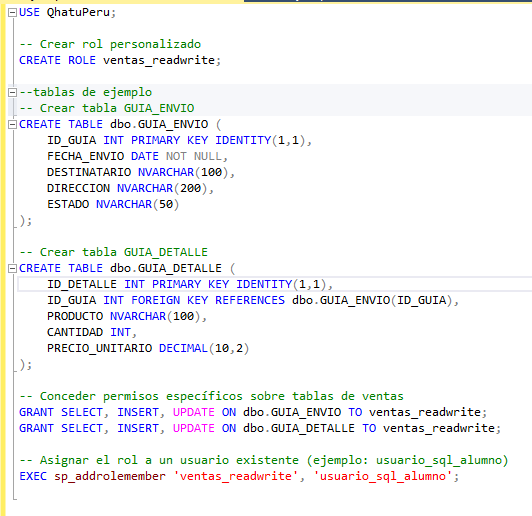 USE QhatuPeru;
-- Crear rol personalizado
CREATE ROLE ventas_readwrite;
--tablas de ejemplo
-- Crear tabla GUIA_ENVIO
CREATE TABLE dbo.GUIA_ENVIO (
    ID_GUIA INT PRIMARY KEY IDENTITY(1,1),
    FECHA_ENVIO DATE NOT NULL,
    DESTINATARIO NVARCHAR(100),
    DIRECCION NVARCHAR(200),
    ESTADO NVARCHAR(50)
);
-- Crear tabla GUIA_DETALLE
CREATE TABLE dbo.GUIA_DETALLE (
    ID_DETALLE INT PRIMARY KEY IDENTITY(1,1),
    ID_GUIA INT FOREIGN KEY REFERENCES dbo.GUIA_ENVIO(ID_GUIA),
    PRODUCTO NVARCHAR(100),
    CANTIDAD INT,
    PRECIO_UNITARIO DECIMAL(10,2)
);
-- Conceder permisos específicos sobre tablas de ventas
GRANT SELECT, INSERT, UPDATE ON dbo.GUIA_ENVIO TO ventas_readwrite;
GRANT SELECT, INSERT, UPDATE ON dbo.GUIA_DETALLE TO ventas_readwrite;
-- Asignar el rol a un usuario existente (ejemplo: usuario_sql_alumno)
EXEC sp_addrolemember 'ventas_readwrite', 'usuario_sql_alumno';